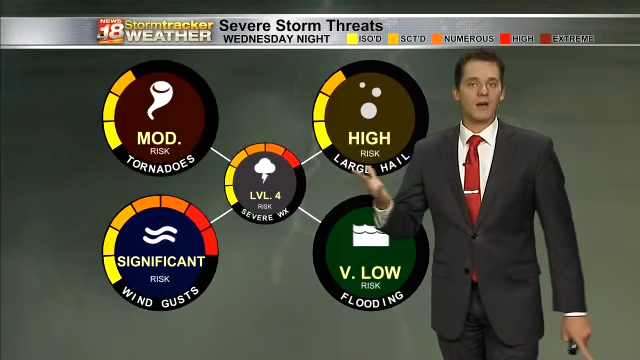 NEWS 18
Stormtracker
WEATHER
Severe Storm Threats
WEDNESDAY NIGHT
ISO'D
SCT'D
NUMEROUS
HIGH
EXTREME
MOD.
RISK
TORNADOES
HIGH
RISK
LARGE HAIL
LVL. 4
RISK
SEVERE WX
SIGNIFICANT
RISK
WIND GUSTS
V. LOW
RISK
FLOODING